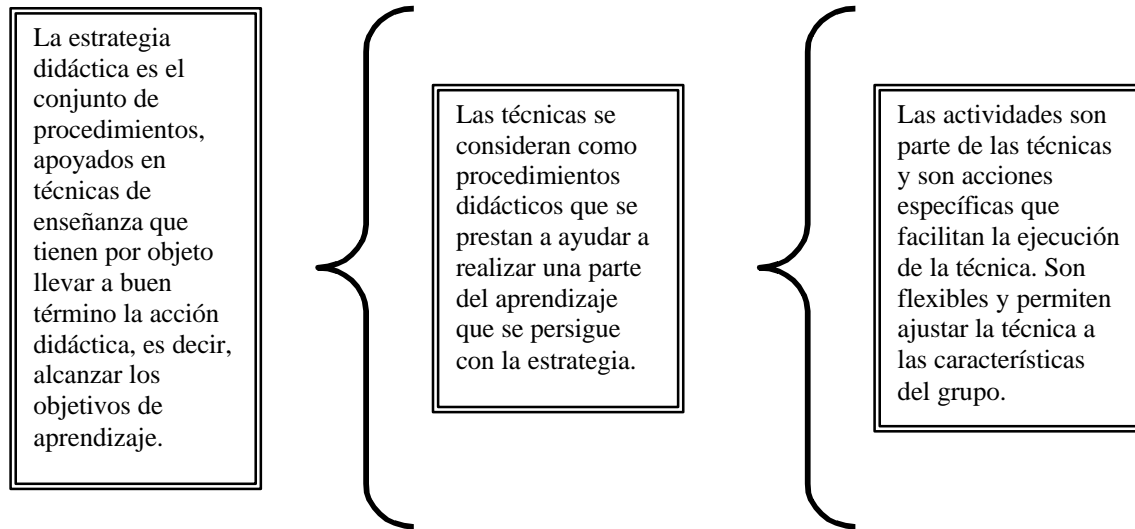 La estrategia
didáctica es el
conjunto de
procedimientos,
apoyados en
técnicas de
enseñanza que
tienen por objeto
llevar a buen
término la acción
didáctica, es decir,
alcanzar los
objetivos de
aprendizaje.
Las técnicas se
consideran como
procedimientos
didácticos que se
prestan a ayudar a
realizar una parte
del aprendizaje
que se persigue
con la estrategia.
Las actividades son
parte de las técnicas
y son acciones
específicas que
facilitan la ejecución
de la técnica. Son
flexibles y permiten
ajustar la técnica a
las características
del grupo.